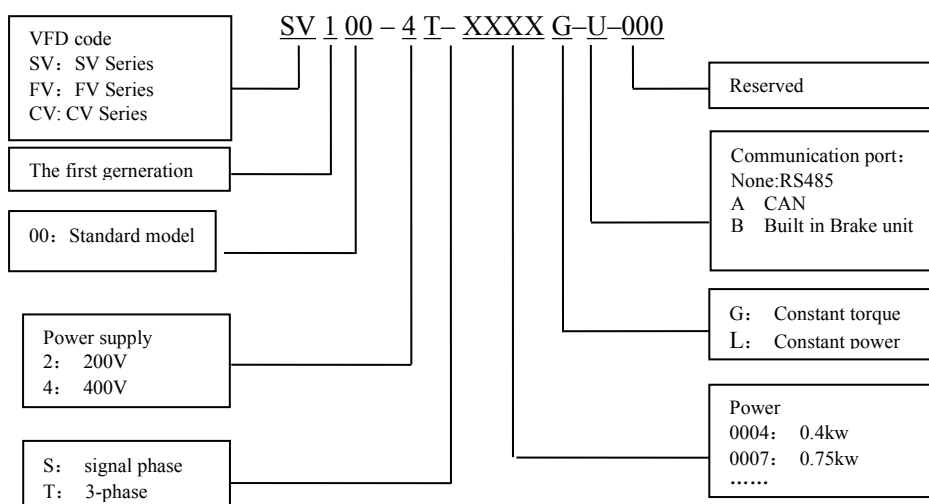 SV 1 00 – 4 T– XXXX G–U–000
VFD code
SV： SV Series
FV： FV Series
CV: CV Series
The first gerneration
00： Standard model
Power supply
2： 200V
4： 400V
S： signal phase
T： 3-phase
Reserved
Communication port：
None:RS485
A CAN
B Built in Brake unit
G： Constant torque
L： Constant power
Power
0004： 0.4kw
0007： 0.75kw
……